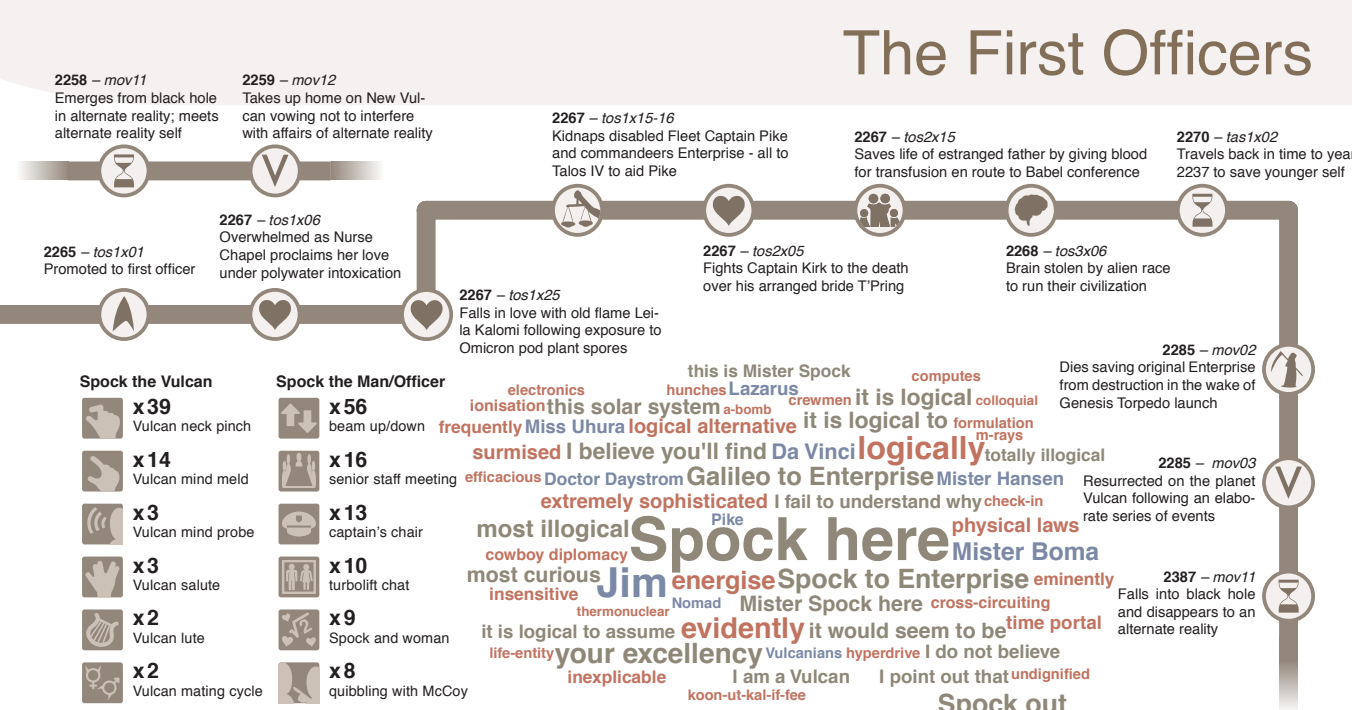 The First Officers
2258 – mov11
Emerges from black hole
in alternate reality; meets
alternate reality self
2259 – mov12
Takes up home on New Vul-
can vowing not to interfere
with affairs of alternate reality
2265 – tos1x01
Promoted to first officer
2267 – tos1x06
Overwhelmed as Nurse
Chapel proclaims her love
under polywater intoxication
2267 – tos1x25
Falls in love with old flame Lei-
la Kalomi following exposure to
Omicron pod plant spores
2267 – tos1x15-16
Kidnaps disabled Fleet Captain Pike
and commandeers Enterprise - all to
Talos IV to aid Pike
2267 – tos2x05
Fights Captain Kirk to the death
over his arranged bride T'Pring
2267 – tos2x15
Saves life of estranged father by giving blood
for transfusion en route to Babel conference
2268 – tos3x06
Brain stolen by alien race
to run their civilization
2270 – tas1x02
Travels back in time to year
2237 to save younger self
2285 – mov02
Dies saving original Enterprise
from destruction in the wake of
Genesis Torpedo launch
2285 – mov03
Resurrected on the planet
Vulcan following an elabo-
rate series of events
2387 – mov11
Falls into black hole
and disappears to an
alternate reality
V
V
Spock the Vulcan
x39
Vulcan neck pinch
x14
Vulcan mind meld
x3
Vulcan mind probe
x3
Vulcan salute
x2
Vulcan lute
x2
Vulcan mating cycle
Spock the Man/Officer
x56
beam up/down
x16
senior staff meeting
x13
captain's chair
x10
turbolift chat
x9
Spock and woman
x8
quibbling with McCoy
this is Mister Spock
computes
electronics
hunches Lazarus
crewmen it is logical colloquial
ionisation this solar system a-bomb
frequently Miss Uhura logical alternative it is logical to formulation
m-rays
surmised I believe you'll find Da Vinci logically totally illogical
efficacious Doctor Daystrom Galileo to Enterprise Mister Hansen
extremely sophisticated I fail to understand why check-in
Pike
most illogical Spock here physical laws
cowboy diplomacy Mister Boma
most curious Jim energise Spock to Enterprise eminently
insensitive
thermonuclear Nomad Mister Spock here cross-circuiting
it is logical to assume evidently it would seem to be time portal
life-entity your excellency Vulcanians hyperdrive I do not believe
inexplicable I am a Vulcan I point out that undignified
koon-ut-kal-if-fee
Spock out